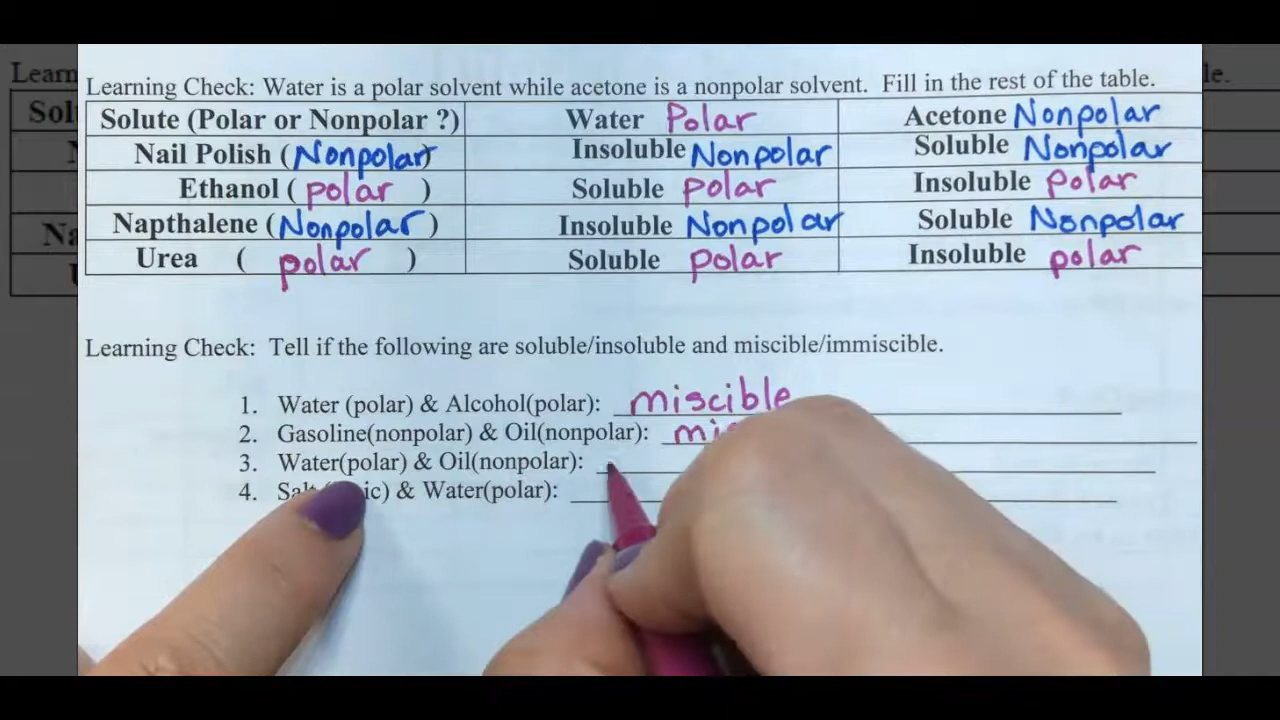 Learning Check: Water is a polar solvent while acetone is a nonpolar solvent. Fill in the rest of the table.
Solute (Polar or Nonpolar ?) Water Polar Acetone Nonpolar
Nail Polish (Nonpolar) Insoluble Nonpolar Soluble Nonpolar
Ethanol ( polar ) Soluble polar Insoluble polar
Napthalene (Nonpolar ) Insoluble Nonpolar Soluble Nonpolar
Urea ( polar ) Soluble polar Insoluble polar
Learning Check: Tell if the following are soluble/insoluble and miscible/immiscible.
1. Water (polar) & Alcohol(polar): miscible
2. Gasoline(nonpolar) & Oil(nonpolar):
3. Water(polar) & Oil(nonpolar):
4. & Water(polar):